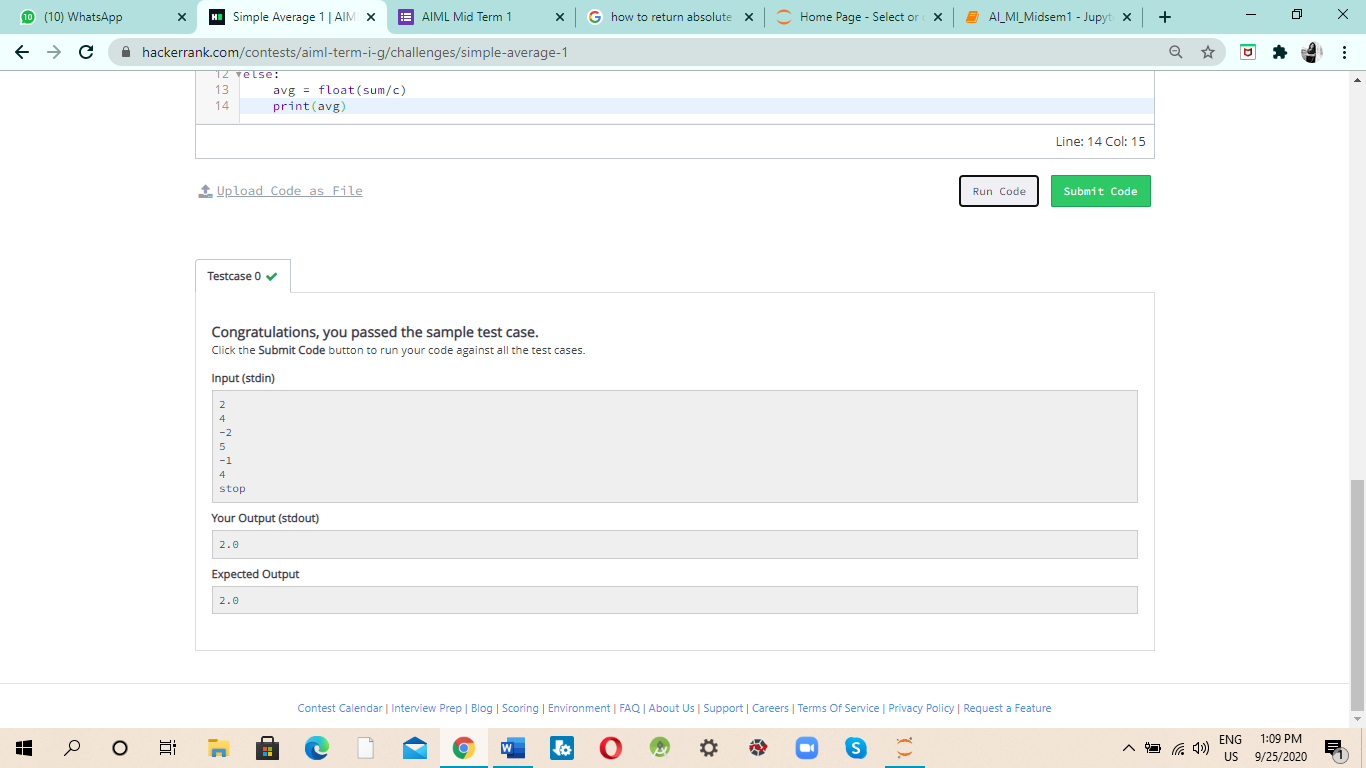 (10) WhatsApp
Simple Average 1 | AIM
AIML Mid Term 1
how to return absolute
Home Page - Select or
AI_Ml_Midsem1 - Jupyt
hackerrank.com/contests/aiml-term-i-g/challenges/simple-average-1
12 else:
13 avg = float(sum/c)
14 print(avg)
Line: 14 Col: 15
Upload Code as File
Run Code
Submit Code
Testcase 0
Congratulations, you passed the sample test case.
Click the Submit Code button to run your code against all the test cases.
Input (stdin)
2
4
-2
5
-1
4
stop
Your Output (stdout)
2.0
Expected Output
2.0
Contest Calendar | Interview Prep | Blog | Scoring | Environment | FAQ | About Us | Support | Careers | Terms Of Service | Privacy Policy | Request a Feature
ENG
US
1:09 PM
9/25/2020
1